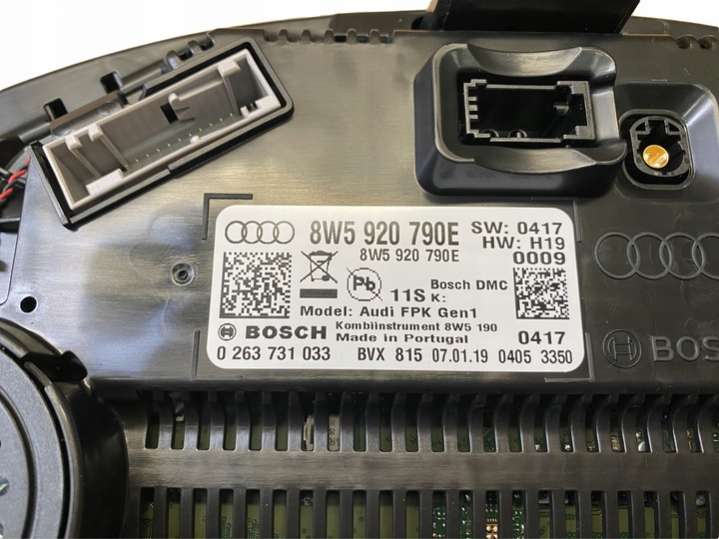 8W5 920 790E SW: 0417
8W5 920 790E HW: H19
0009
Pb 11S K: Bosch DMC
Model: Audi FPK Gen1
BOSCH Kombiinstrument 8W5 190 0417
Made in Portugal
0 263 731 033 BVX 815 07.01.19 0405 3350
BOS